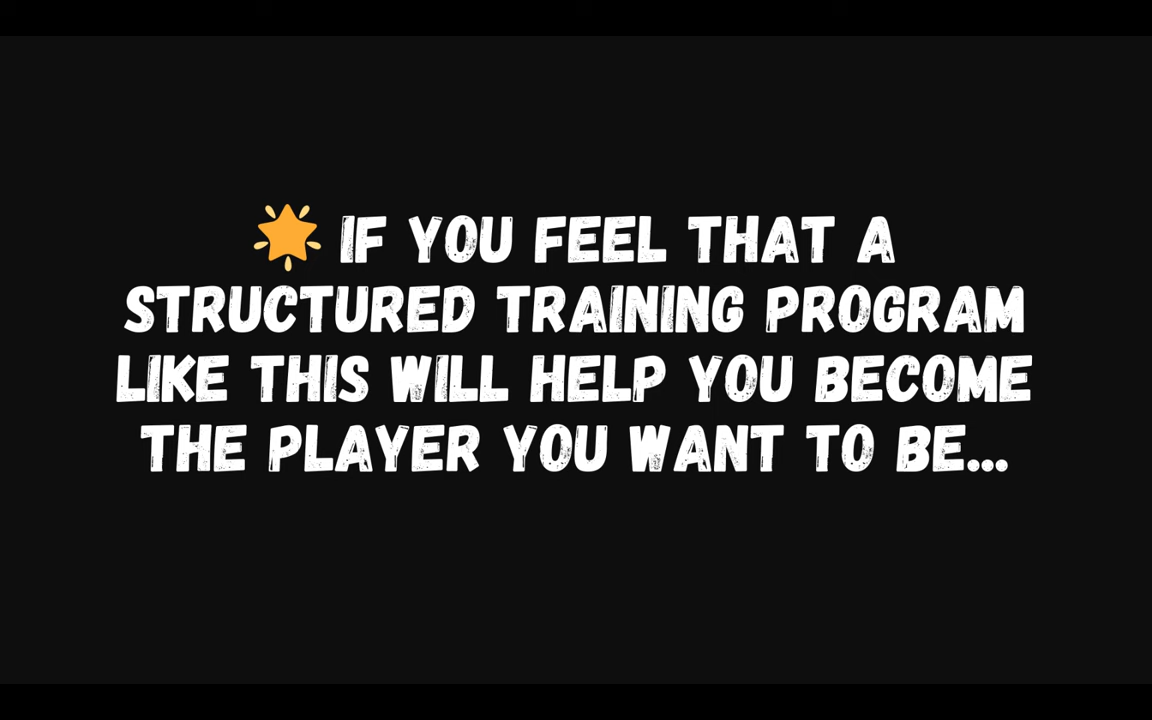 🌟 IF YOU FEEL THAT A
STRUCTURED TRAINING PROGRAM
LIKE THIS WILL HELP YOU BECOME
THE PLAYER YOU WANT TO BE...